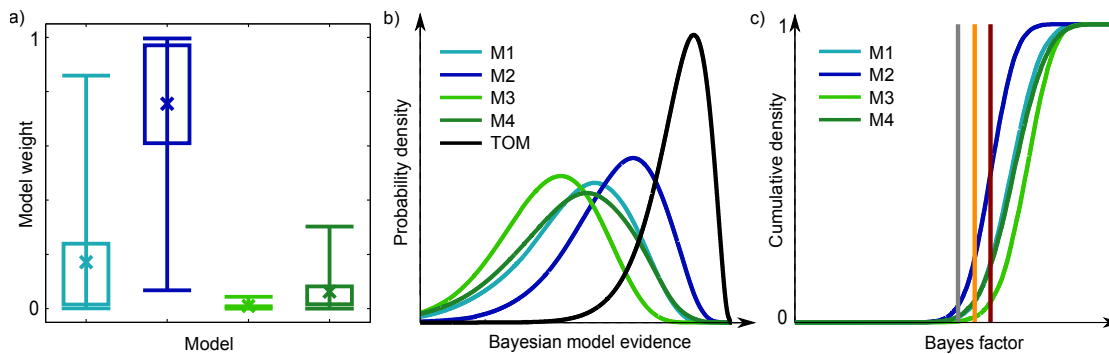 a)
1
0
Model weight
Model
b)
M1
M2
M3
M4
TOM
Probability density
Bayesian model evidence
c)
1
0
M1
M2
M3
M4
Cumulative density
Bayes factor